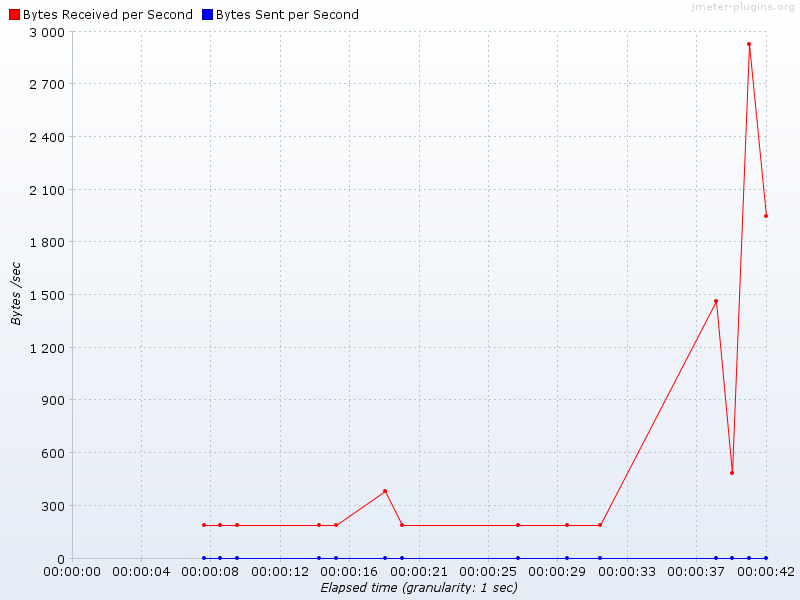 jmeter-plugins.org
Bytes Received per Second Bytes Sent per Second
3 000
2 700
2 400
2 100
1 800
1 500
1 200
900
600
300
0
Bytes /sec
00:00:00 00:00:04 00:00:08 00:00:12 00:00:16 00:00:21 00:00:25 00:00:29 00:00:33 00:00:37 00:00:42
Elapsed time (granularity: 1 sec)